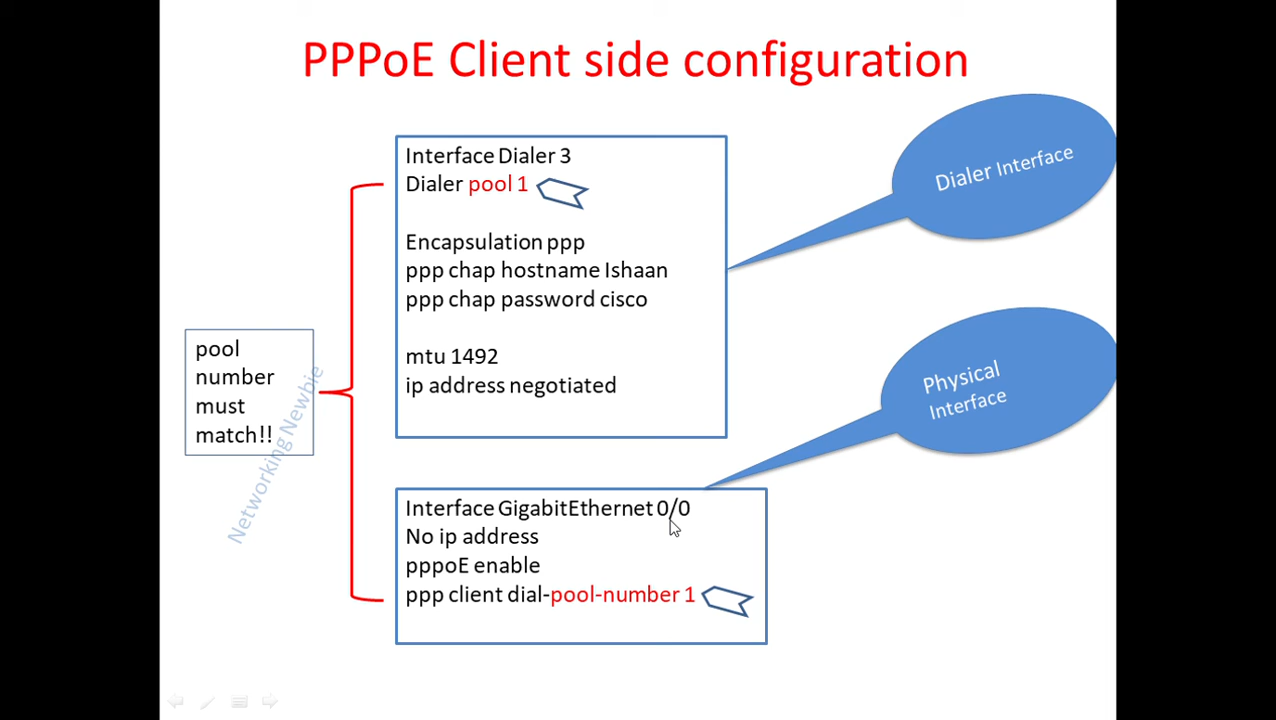 PPPoE Client side configuration
Interface Dialer 3
Dialer pool 1
Encapsulation ppp
ppp chap hostname Ishaan
ppp chap password cisco
mtu 1492
ip address negotiated
Dialer Interface
pool
number
must
match!!
Networking Newbie
Physical
Interface
Interface GigabitEthernet 0/0
No ip address
pppoE enable
ppp client dial-pool-number 1